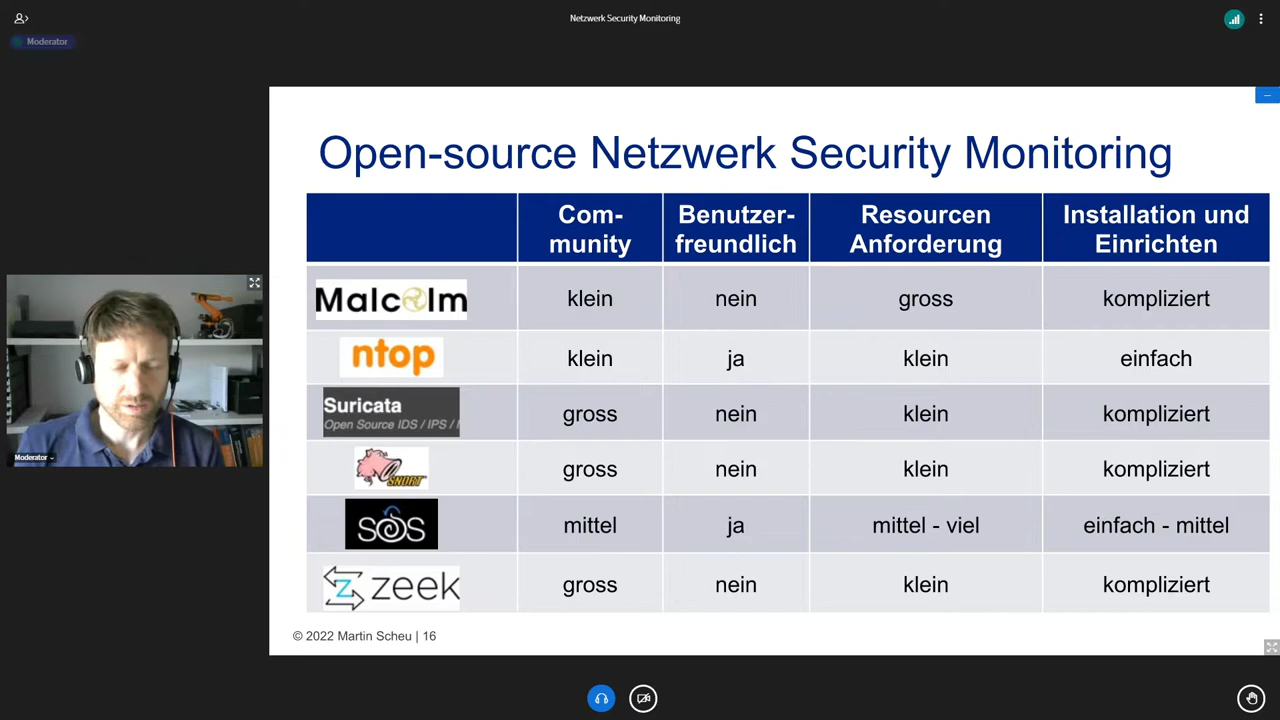 Netzwerk Security Monitoring
Moderator
Open-source Netzwerk Security Monitoring
Com-
munity
Benutzer-
freundlich
Resourcen
Anforderung
Installation und
Einrichten
Malcolm klein nein gross kompliziert
ntop klein ja klein einfach
Suricata
Open Source IDS / IPS /
gross nein klein kompliziert
SNORT gross nein klein kompliziert
SOS mittel ja mittel - viel einfach - mittel
zeek gross nein klein kompliziert
Moderator
© 2022 Martin Scheu | 16